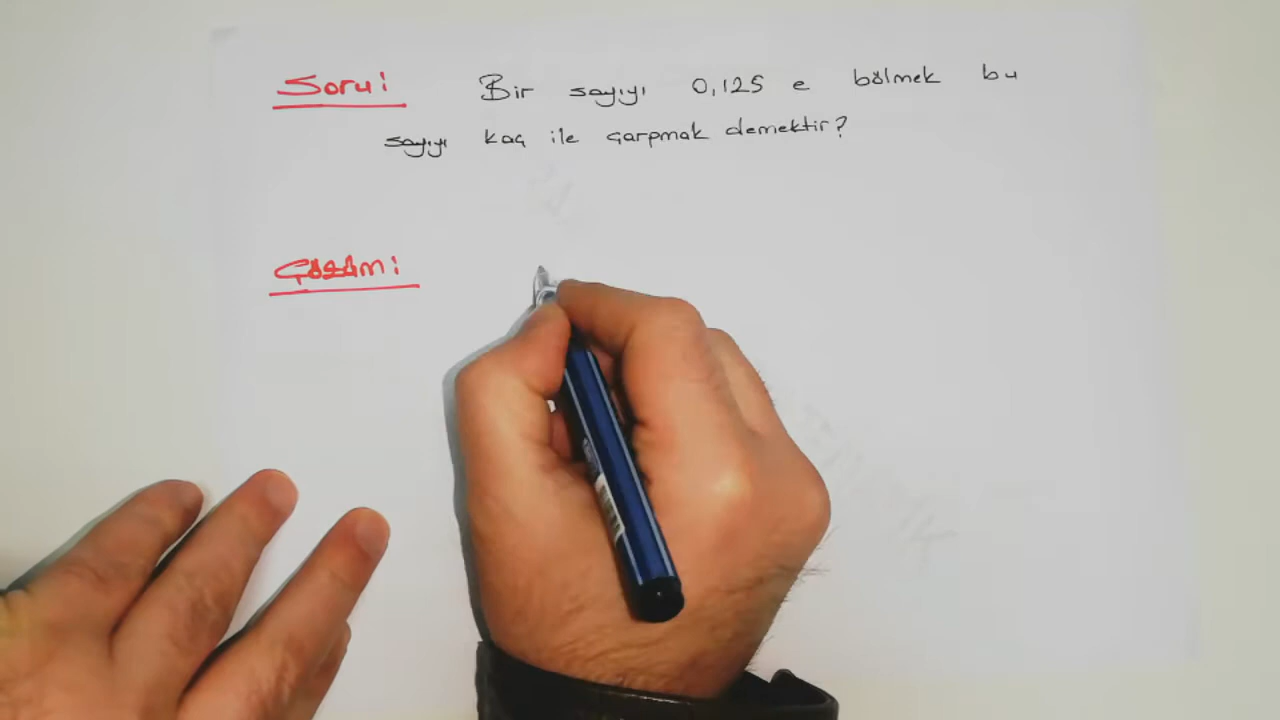 Soru: Bir sayıyı 0,125 e bölmek bu
sayıyı kaç ile çarpmak demektir?
Çözüm: